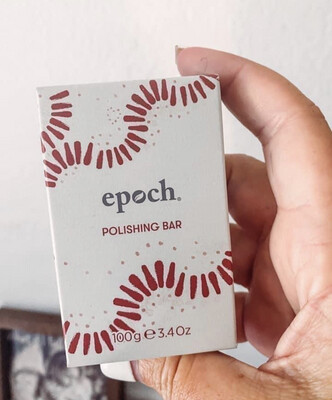 epoch®
POLISHING BAR
100g ℮ 3.4Oz